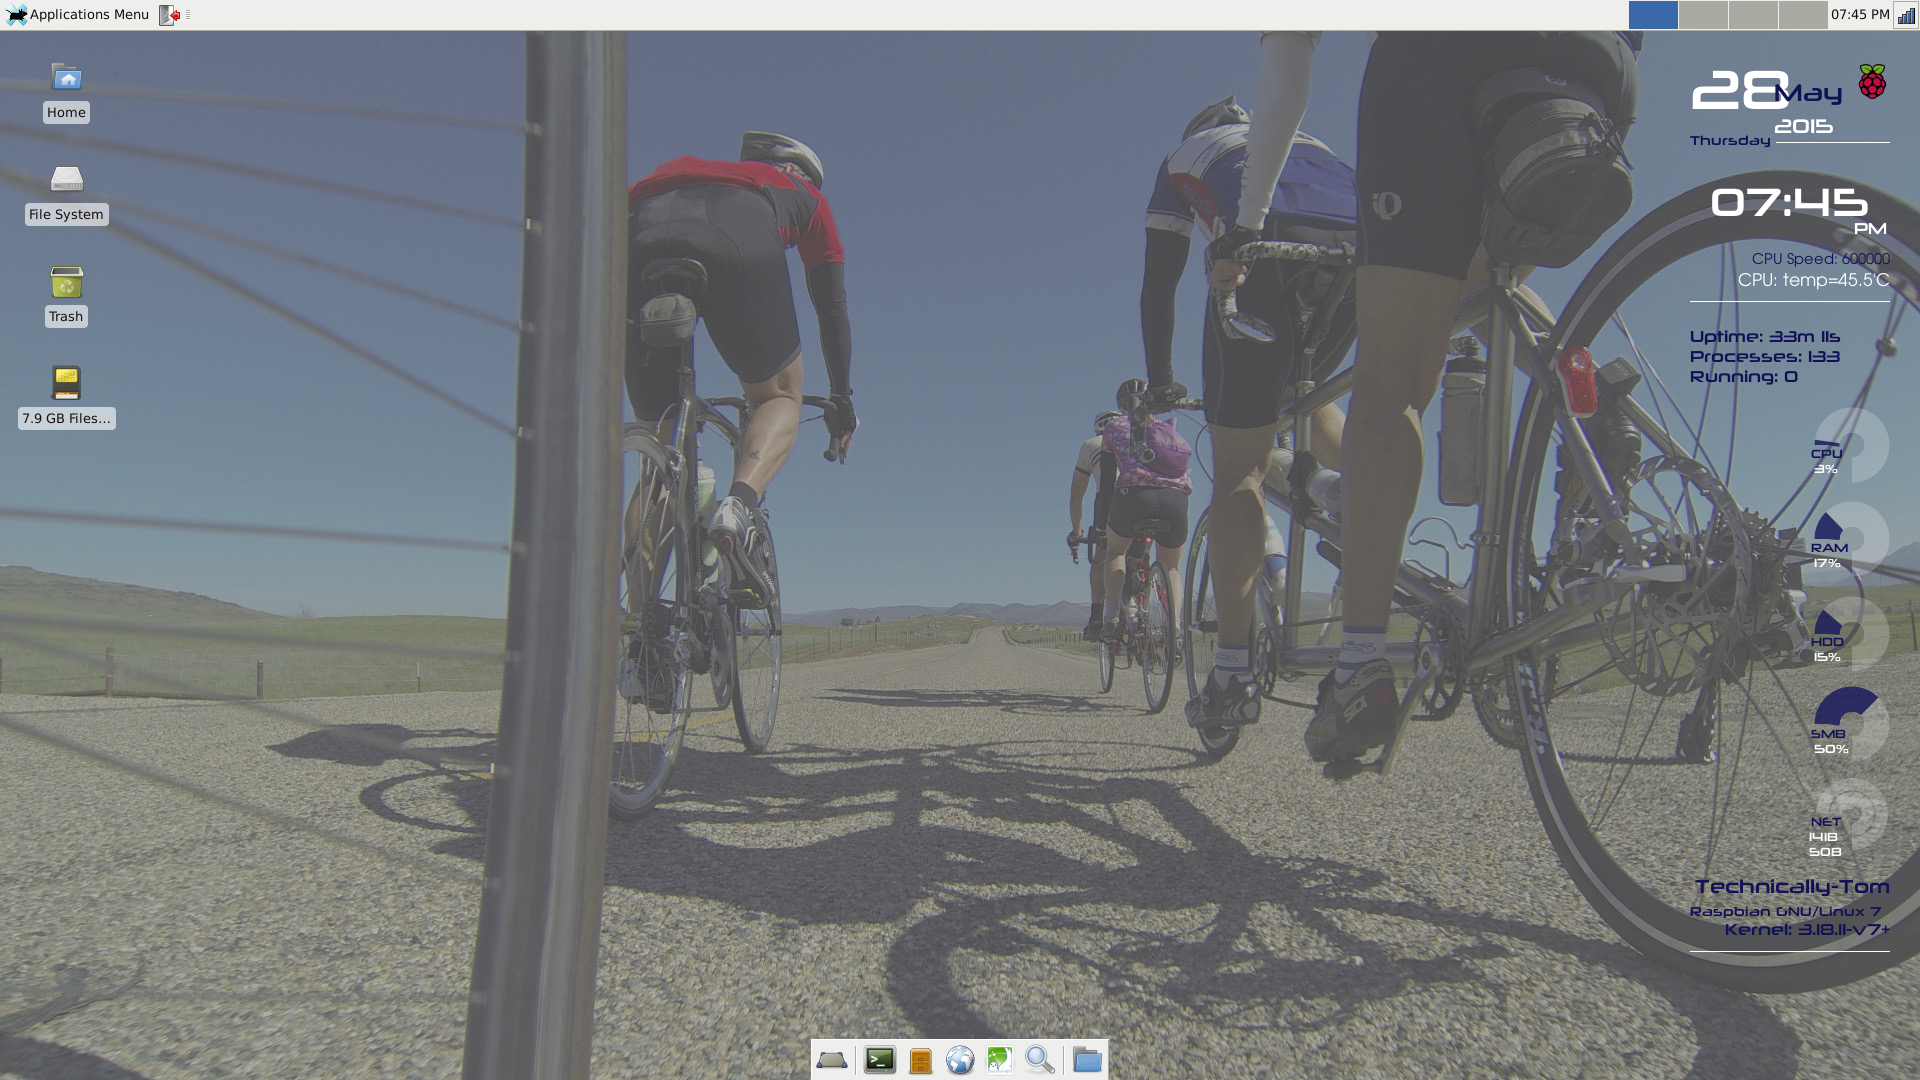 Applications Menu
07:45 PM
Home
File System
Trash
7.9 GB Files...
28
May
2015
Thursday
07:45
PM
CPU Speed: 600000
CPU: temp=45.5'C
Uptime: 33m 11s
Processes: 133
Running: 0
CPU
3%
RAM
17%
HDD
15%
SMB
50%
NET
141B
50B
Technically-Tom
Raspbian GNU/Linux 7
Kernel: 3.18.11-v7+
SIDI